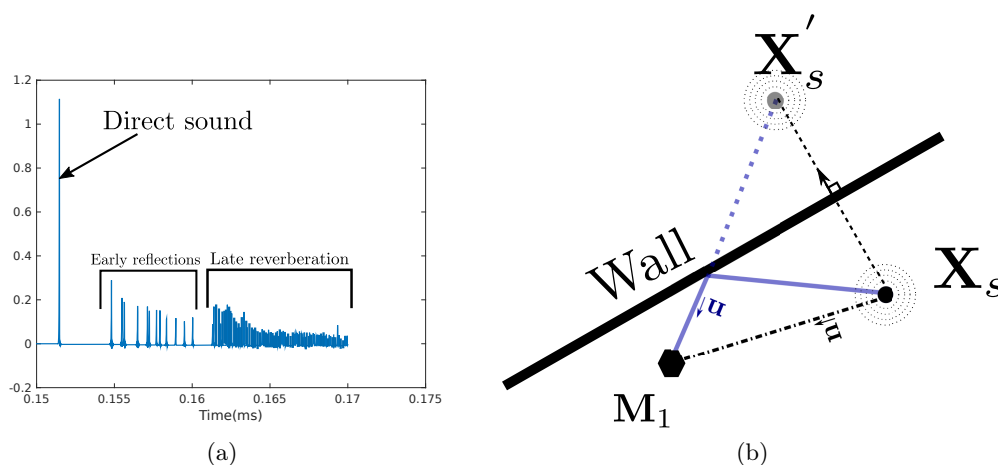 1.2
1
0.8
0.6
0.4
0.2
0
-0.2
0.15
0.155
0.16
0.165
0.17
0.175
Time(ms)
Direct sound
Early reflections
Late reverberation
(a)
X's
Wall
Xs
n
n
M1
(b)